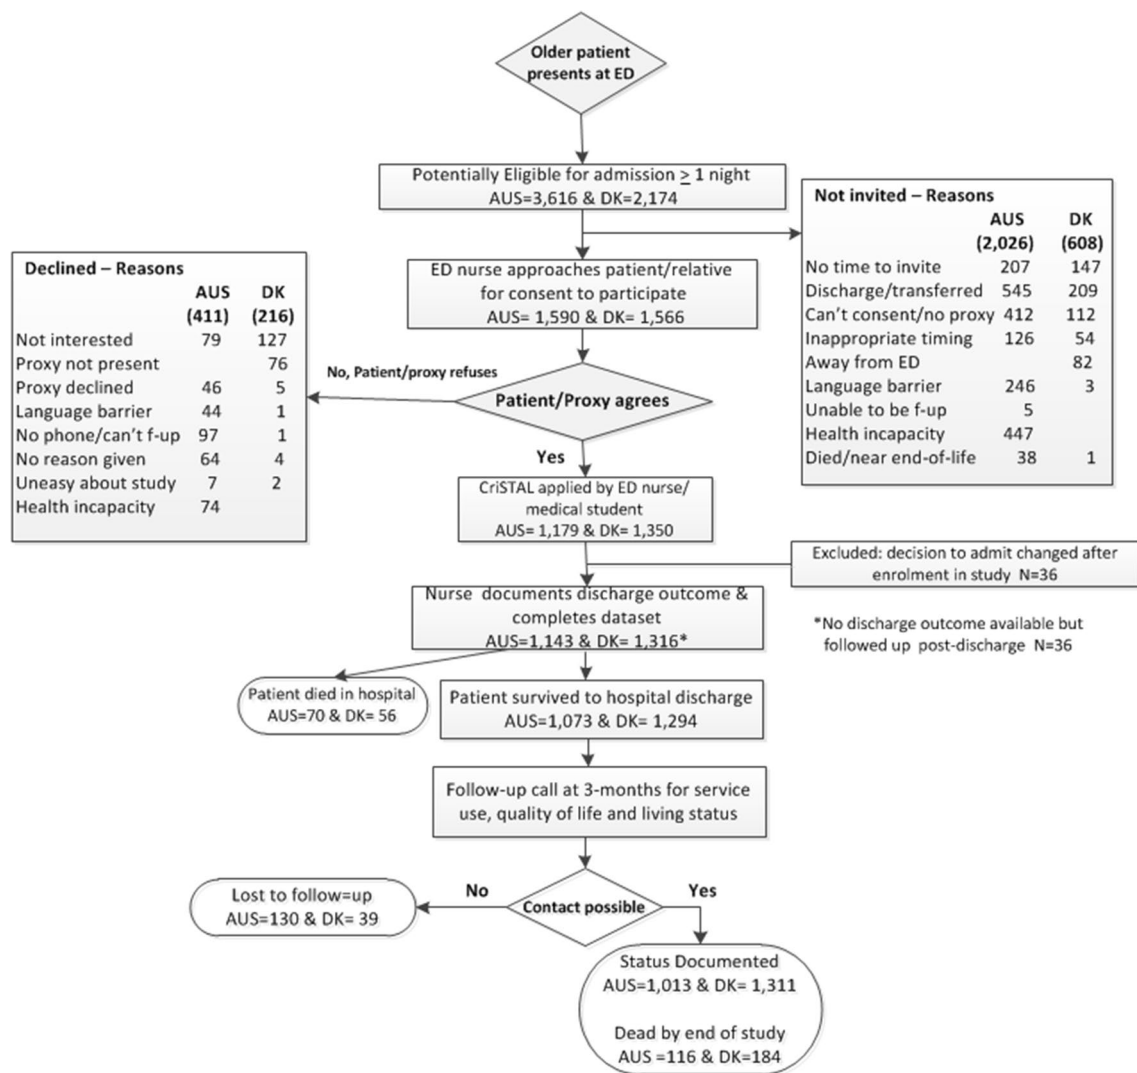 Older patient
presents at ED
Potentially Eligible for admission ≥ 1 night
AUS=3,616 & DK=2,174
Not invited – Reasons
AUS DK
(2,026) (608)
No time to invite 207 147
Discharge/transferred 545 209
Can't consent/no proxy 412 112
Inappropriate timing 126 54
Away from ED 82
Language barrier 246 3
Unable to be f-up 5
Health incapacity 447
Died/near end-of-life 38 1
ED nurse approaches patient/relative
for consent to participate
AUS= 1,590 & DK= 1,566
Declined – Reasons
AUS DK
(411) (216)
Not interested 79 127
Proxy not present 76
Proxy declined 46 5
Language barrier 44 1
No phone/can't f-up 97 1
No reason given 64 4
Uneasy about study 7 2
Health incapacity 74
No, Patient/proxy refuses
Patient/Proxy agrees
Yes
CriSTAL applied by ED nurse/
medical student
AUS= 1,179 & DK= 1,350
Excluded: decision to admit changed after
enrolment in study N=36
Nurse documents discharge outcome &
completes dataset
AUS=1,143 & DK= 1,316*
*No discharge outcome available but
followed up post-discharge N=36
Patient died in hospital
AUS=70 & DK= 56
Patient survived to hospital discharge
AUS=1,073 & DK= 1,294
Follow-up call at 3-months for service
use, quality of life and living status
No
Yes
Contact possible
Lost to follow=up
AUS=130 & DK= 39
Status Documented
AUS=1,013 & DK= 1,311
Dead by end of study
AUS =116 & DK=184